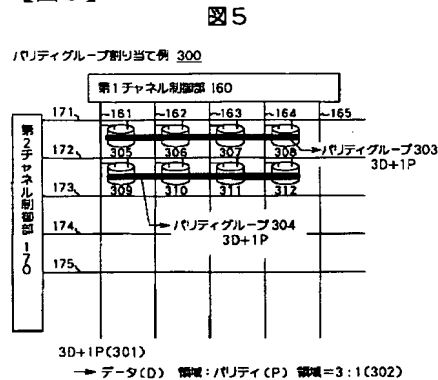 図5
パリティグループ割り当て例 300
第1チャネル制御部 160
171 161 162 163 164 165
第2チャネル制御部 170
172 305 306 307 308 パリティグループ303
3D+1P
173 309 310 311 312
174 パリティグループ304
3D+1P
175
3D+1P(301)
→ データ(D) 領域:パリティ(P) 領域=3:1(302)